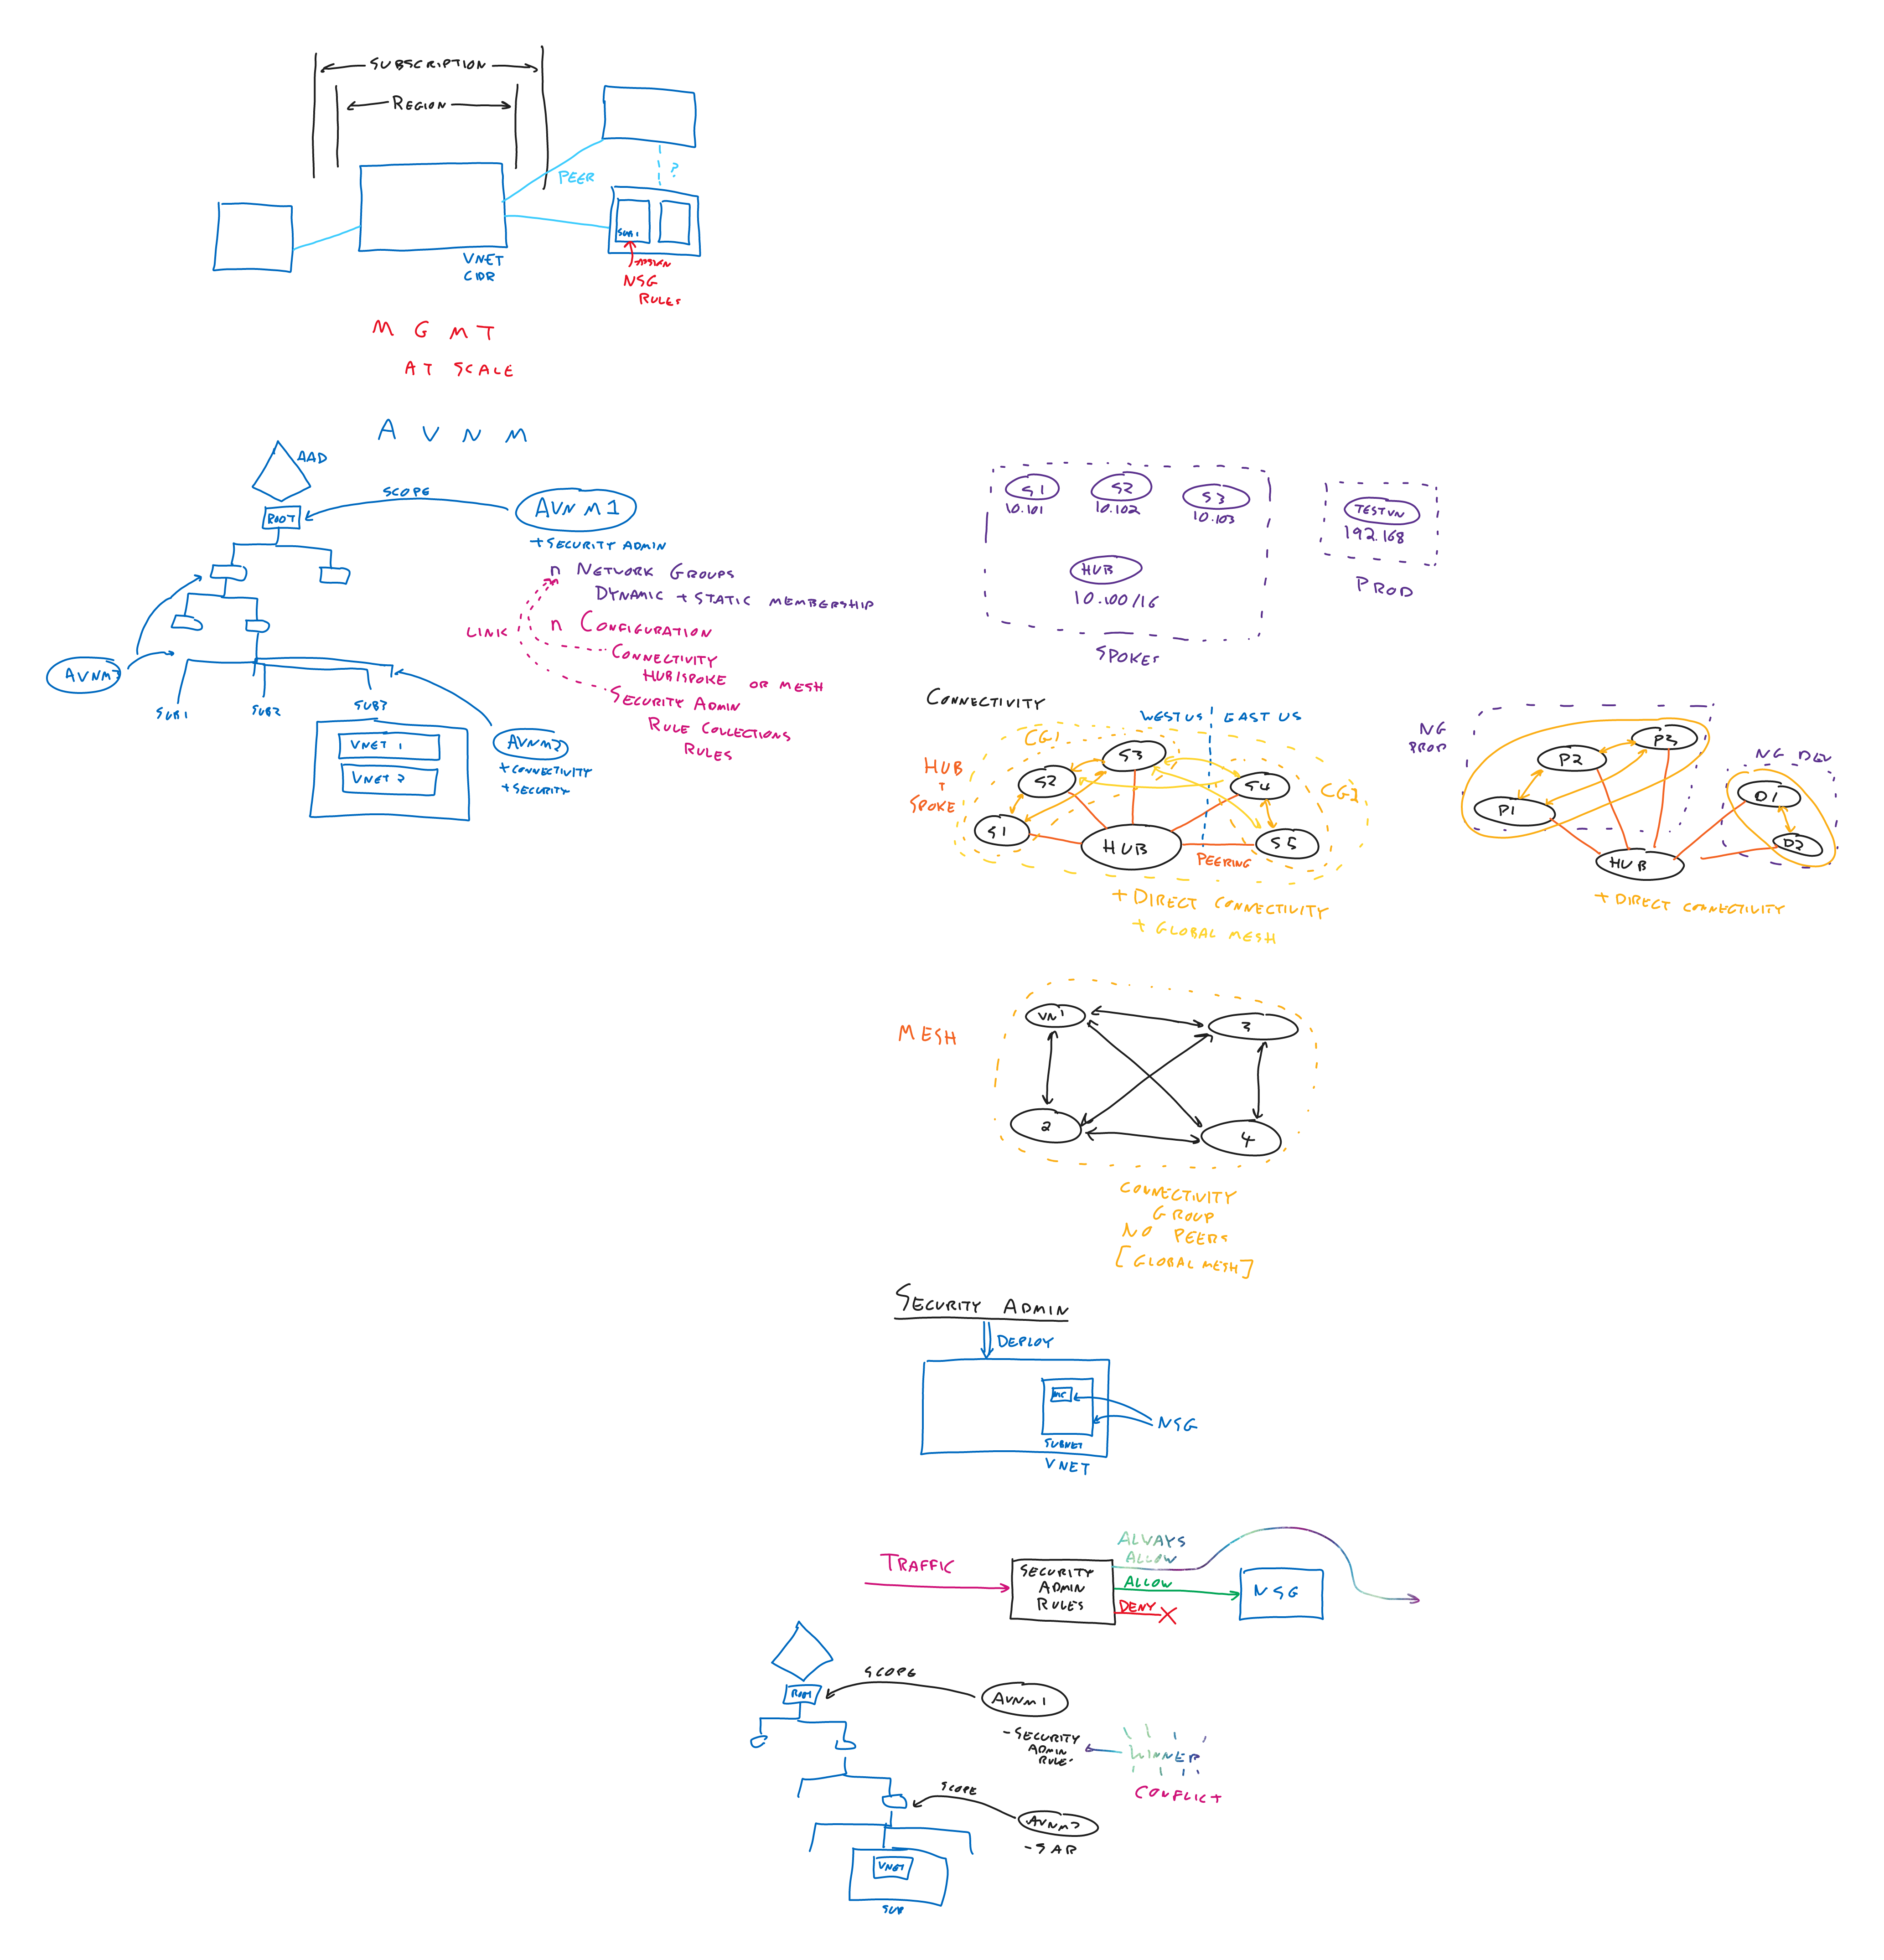 SUBSCRIPTION
REGION
PEER
?
VNET
CIDR
SUB1
ASSIGN
NSG
RULES
MGMT
AT SCALE
AVNM
AAD
SCOPE
ROOT
AVNM1
+ SECURITY ADMIN
n NETWORK GROUPS
DYNAMIC + STATIC MEMBERSHIP
LINK
n CONFIGURATION
CONNECTIVITY
HUB/SPOKE OR MESH
SECURITY ADMIN
RULE COLLECTIONS
RULES
SUB1
SUB2
SUB3
VNET 1
VNET 2
AVNM2
+ CONNECTIVITY
+ SECURITY
S1
S2
S3
10.101
10.102
10.103
HUB
10.100/16
SPOKES
TESTVN
192.168
PROD
CONNECTIVITY
WEST US
EAST US
CG1
HUB
+
SPOKE
S3
S2
S4
S1
HUB
S5
PEERING
+ DIRECT CONNECTIVITY
+ GLOBAL MESH
NG
PROD
P3
P2
P1
NG DEV
D1
D2
HUB
+ DIRECT CONNECTIVITY
MESH
VN1
3
2
4
CONNECTIVITY
GROUP
NO PEERS
[GLOBAL MESH]
SECURITY ADMIN
DEPLOY
NSG
SUBNET
VNET
TRAFFIC
SECURITY
ADMIN
RULES
ALWAYS
ALLOW
ALLOW
DENY
NSG
ROOT
SCOPE
AVNM1
- SECURITY
ADMIN
RULES
WINNER
CONFLICT
SCOPE
AVNM2
- SAR
VNET
SUB